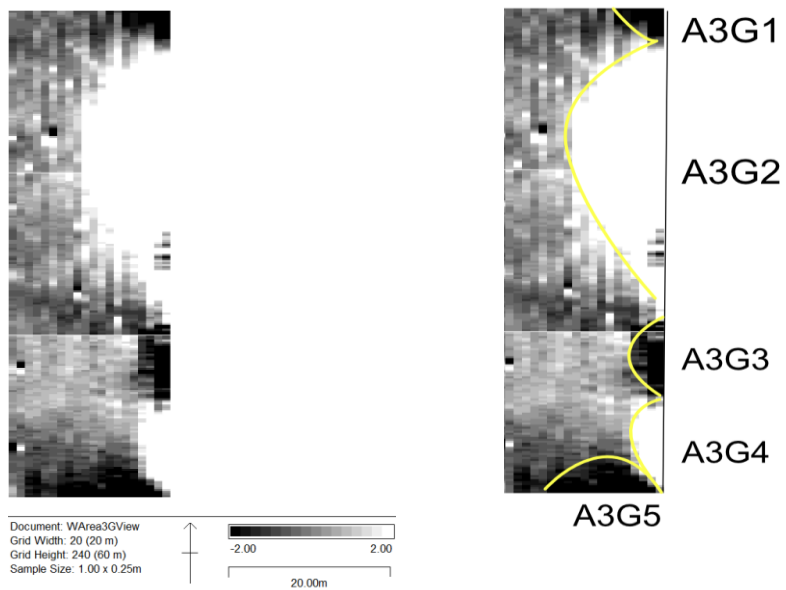 A3G1
A3G2
A3G3
A3G4
A3G5
Document: WArea3GView
Grid Width: 20 (20 m)
Grid Height: 240 (60 m)
Sample Size: 1.00 x 0.25m
-2.00 2.00
20.00m